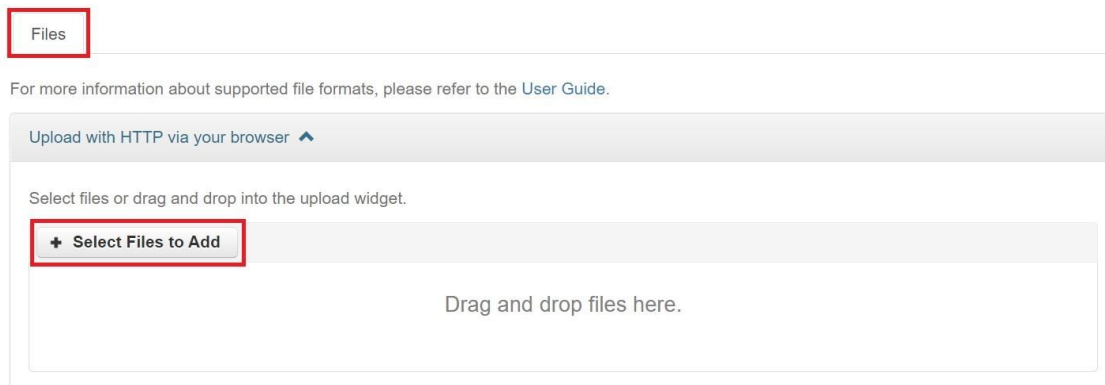 Files
For more information about supported file formats, please refer to the User Guide.
Upload with HTTP via your browser
Select files or drag and drop into the upload widget.
+ Select Files to Add
Drag and drop files here.